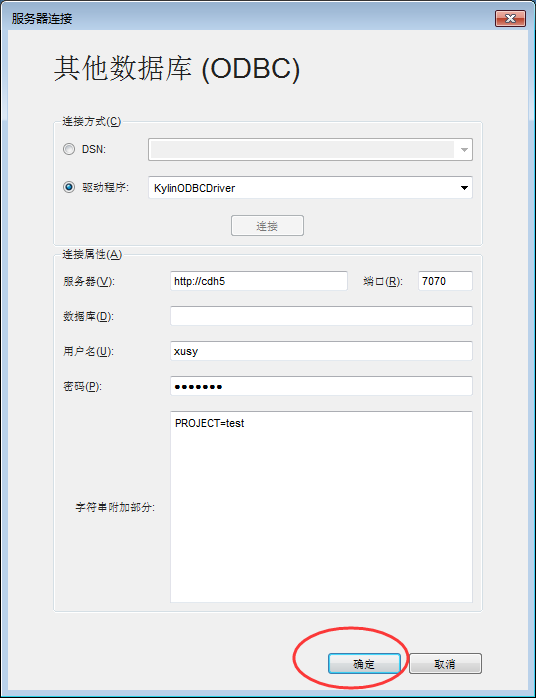 服务器连接
其他数据库 (ODBC)
连接方式(C)
DSN:
驱动程序: KylinODBCDriver
连接
连接属性(A)
服务器(V): http://cdh5 端口(R): 7070
数据库(D):
用户名(U): xusy
密码(P): ●●●●●●●
PROJECT=test
字符串附加部分:
确定 取消